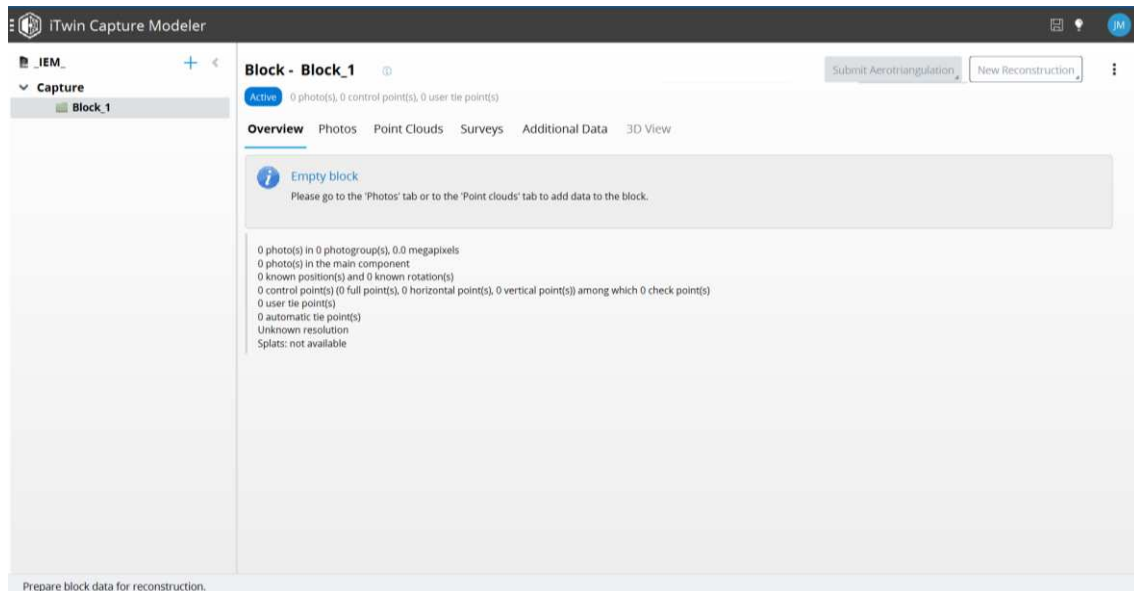 iTwin Capture Modeler
JM
_IEM_
Capture
Block_1
Block - Block_1
Submit Aerotriangulation
New Reconstruction
Active 0 photo(s), 0 control point(s), 0 user tie point(s)
Overview Photos Point Clouds Surveys Additional Data 3D View
Empty block
Please go to the 'Photos' tab or to the 'Point clouds' tab to add data to the block.
0 photo(s) in 0 photogroup(s), 0.0 megapixels
0 photo(s) in the main component
0 known position(s) and 0 known rotation(s)
0 control point(s) (0 full point(s), 0 horizontal point(s), 0 vertical point(s)) among which 0 check point(s)
0 user tie point(s)
0 automatic tie point(s)
Unknown resolution
Splats: not available
Prepare block data for reconstruction.